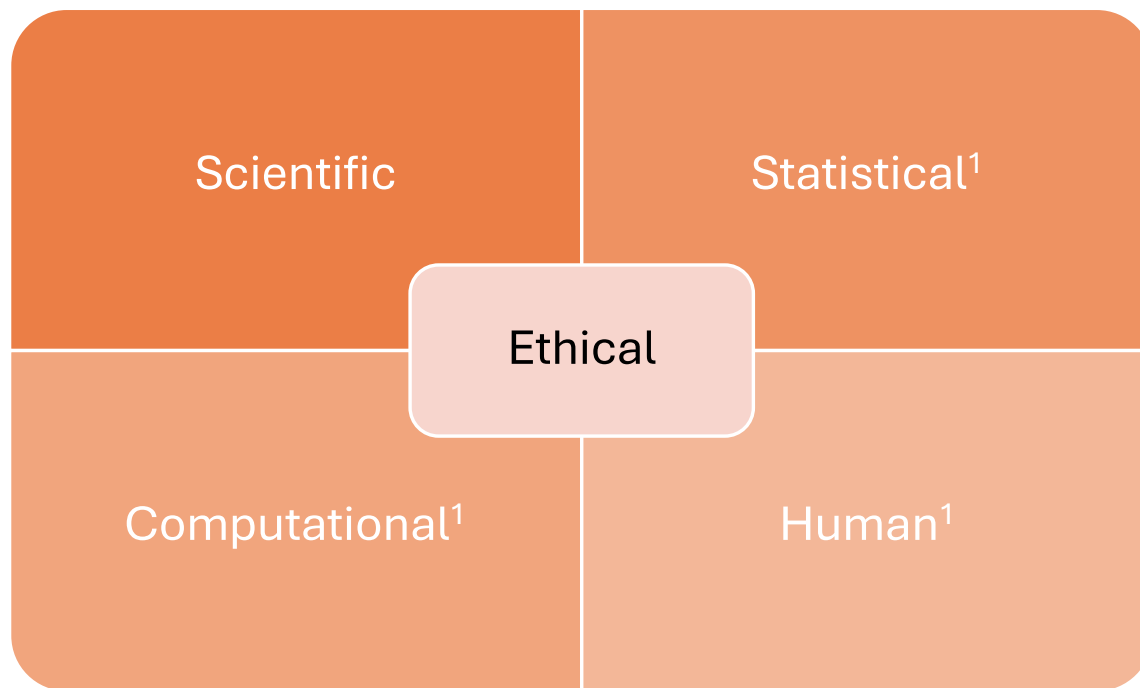 Scientific
Statistical¹
Ethical
Computational¹
Human¹